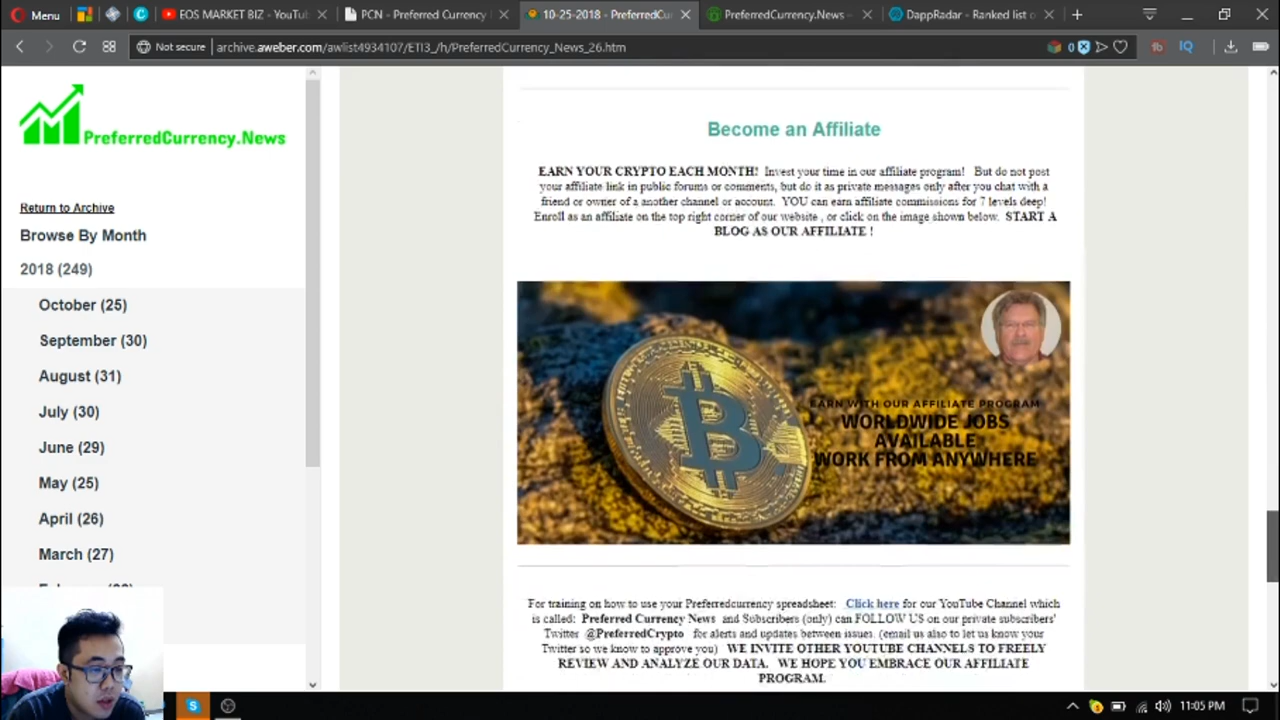 Menu
EOS MARKET BIZ - YouTu
PCN - Preferred Currency
10-25-2018 - PreferredCur
PreferredCurrency.News -
DappRadar - Ranked list o
Not secure
archive.aweber.com/awlist4934107/ETI3_/h/PreferredCurrency_News_26.htm
0
1b
IQ
PreferredCurrency.News
Return to Archive
Browse By Month
2018 (249)
October (25)
September (30)
August (31)
July (30)
June (29)
May (25)
April (26)
March (27)
Become an Affiliate
EARN YOUR CRYPTO EACH MONTH! Invest your time in our affiliate program! But do not post
your affiliate link in public forums or comments, but do it as private messages only after you chat with a
friend or owner of a another channel or account. YOU can earn affiliate commissions for 7 levels deep!
Enroll as an affiliate on the top right corner of our website , or click on the image shown below. START A
BLOG AS OUR AFFILIATE !
EARN WITH OUR AFFILIATE PROGRAM
WORLDWIDE JOBS
AVAILABLE
WORK FROM ANYWHERE
For training on how to use your Preferredcurrency spreadsheet: Click here for our YouTube Channel which
is called: Preferred Currency News and Subscribers (only) can FOLLOW US on our private subscribers'
Twitter @PreferredCrypto for alerts and updates between issues. (email us also to let us know your
Twitter so we know to approve you) WE INVITE OTHER YOUTUBE CHANNELS TO FREELY
REVIEW AND ANALYZE OUR DATA. WE HOPE YOU EMBRACE OUR AFFILIATE
PROGRAM.
11:05 PM